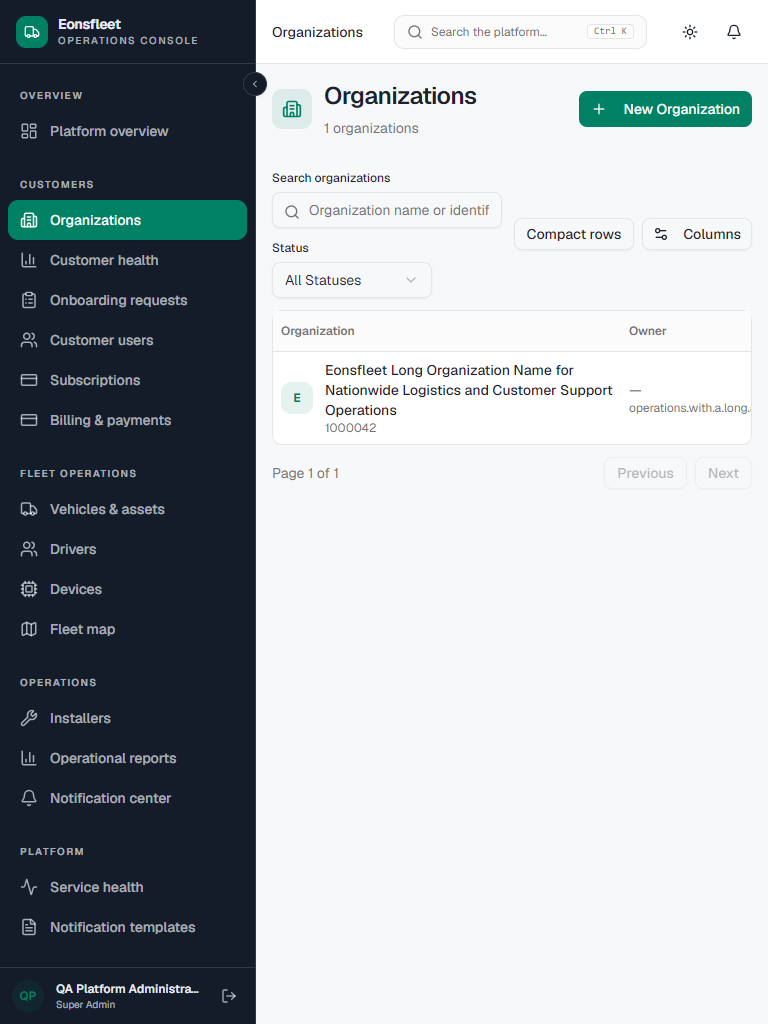 Eonsfleet
OPERATIONS CONSOLE
OVERVIEW
Platform overview
CUSTOMERS
Organizations
Customer health
Onboarding requests
Customer users
Subscriptions
Billing & payments
FLEET OPERATIONS
Vehicles & assets
Drivers
Devices
Fleet map
OPERATIONS
Installers
Operational reports
Notification center
PLATFORM
Service health
Notification templates
QP
QA Platform Administra...
Super Admin
Organizations
Search the platform...
Ctrl K
Organizations
1 organizations
New Organization
Search organizations
Organization name or identif
Status
All Statuses
Compact rows
Columns
Organization
Owner
E
Eonsfleet Long Organization Name for
Nationwide Logistics and Customer Support
Operations
1000042
—
operations.with.a.long.
Page 1 of 1
Previous
Next